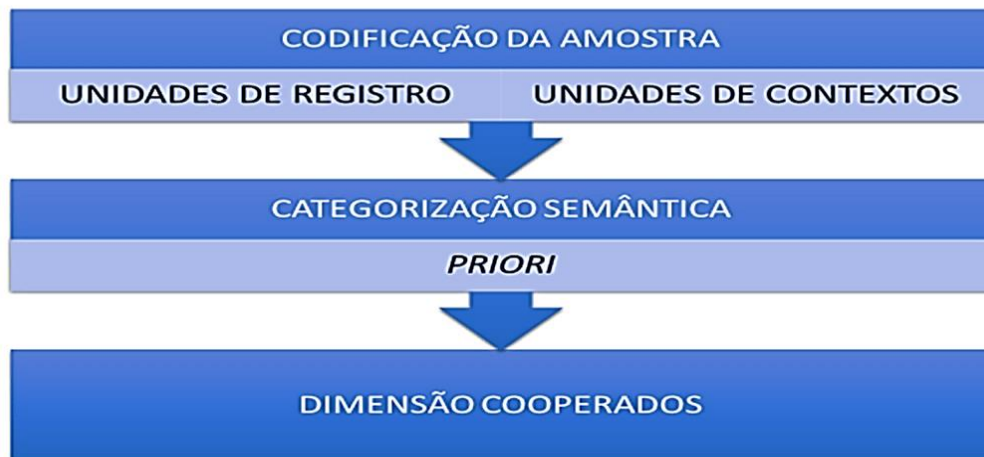 CODIFICAÇÃO DA AMOSTRA
UNIDADES DE REGISTRO UNIDADES DE CONTEXTOS
CATEGORIZAÇÃO SEMÂNTICA
PRIORI
DIMENSÃO COOPERADOS